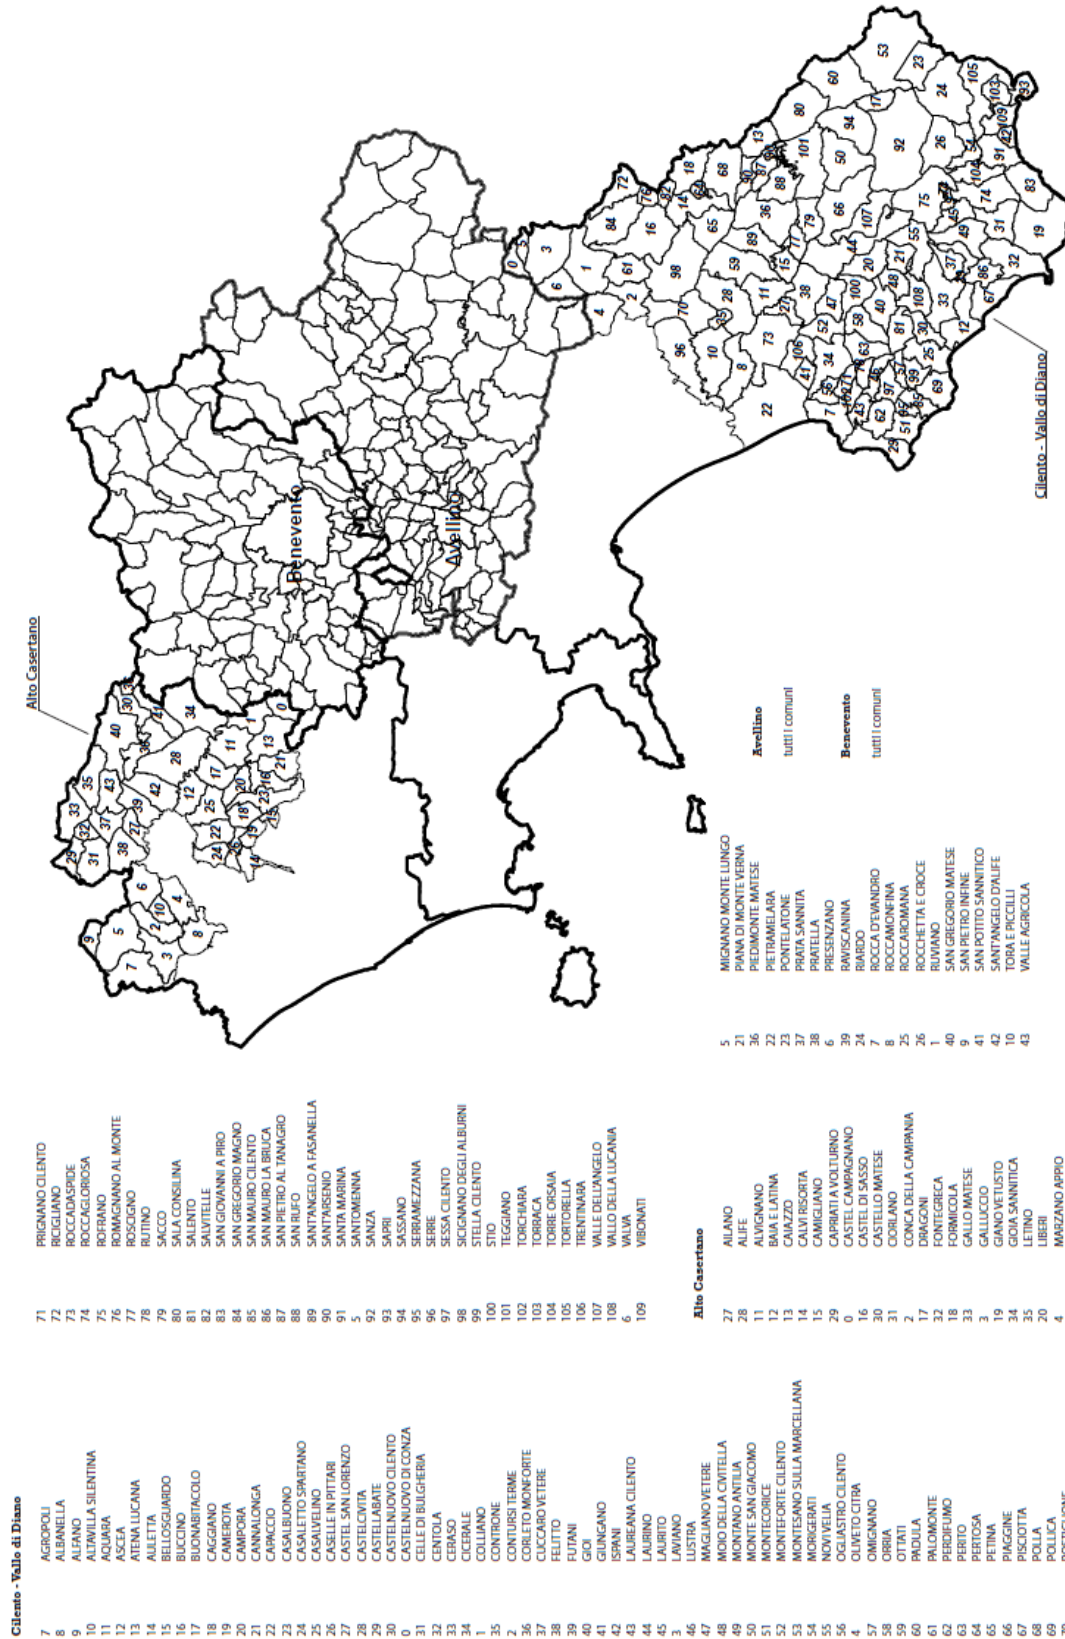 Cilento - Vallo di Diano
7 AGROPOLI
8 ALBANELLA
9 ALFANO
10 ALTAVILLA SILENTINA
11 AQUARA
12 ASCEA
13 ATENA LUCANA
14 AULETTA
15 BELLOSGUARDO
16 BUCCINO
17 BUONABITACOLO
18 CAGGIANO
19 CAMEROTA
20 CAMPORA
21 CANNALONGA
22 CAPACCIO
23 CASALBUONO
24 CASALETTO SPARTANO
25 CASALVELINO
26 CASELLE IN PITTARI
27 CASTEL SAN LORENZO
28 CASTELCIVITA
29 CASTELLABATE
30 CASTELNUOVO CILENTO
0 CASTELNUOVO DI CONZA
31 CELLE DI BULGHERIA
32 CENTOLA
33 CERASO
34 CICERALE
1 COLLIANO
35 CONTRONE
2 CONTURSI TERME
36 CORLETO MONFORTE
37 CUCCARO VETERE
38 FELITTO
39 FUTANI
40 GIOI
41 GIUNGANO
42 ISPANI
43 LAUREANA CILENTO
44 LAURINO
45 LAURITO
3 LAVIANO
46 LUSTRA
47 MAGLIANO VETERE
48 MOIO DELLA CIVITELLA
49 MONTANO ANTILIA
50 MONTE SAN GIACOMO
51 MONTECORICE
52 MONTEFORTE CILENTO
53 MONTESANO SULLA MARCELLANA
54 MORIGERATI
55 NOVI VELIA
56 OGLIASTRO CILENTO
4 OLIVETO CITRA
57 OMIGNANO
58 ORRIA
59 OTTATI
60 PADULA
61 PALOMONTE
62 PERDIFUMO
63 PERITO
64 PERTOSA
65 PETINA
66 PIAGGINE
67 PISCIOTTA
68 POLLA
69 POLLICA
71 PRIGNANO CILENTO
72 RICIGLIANO
73 ROCCADASPIDE
74 ROCCAGLORIOSA
75 ROFRANO
76 ROMAGNANO AL MONTE
77 ROSCIGNO
78 RUTINO
79 SACCO
80 SALA CONSILINA
81 SALENTO
82 SALVITELLE
83 SAN GIOVANNI A PIRO
84 SAN GREGORIO MAGNO
85 SAN MAURO CILENTO
86 SAN MAURO LA BRUCA
87 SAN PIETRO AL TANAGRO
88 SAN RUFO
89 SANT'ANGELO A FASANELLA
90 SANT'ARSENIO
91 SANTA MARINA
5 SANTOMENNA
92 SANZA
93 SAPRI
94 SASSANO
95 SERRAMEZZANA
96 SERRE
97 SESSA CILENTO
98 SICIGNANO DEGLI ALBURNI
99 STELLA CILENTO
100 STIO
101 TEGGIANO
102 TORCHIARA
103 TORRACA
104 TORRE ORSAIA
105 TORTORELLA
106 TRENTINARA
107 VALLE DELL'ANGELO
108 VALLO DELLA LUCANIA
6 VALVA
109 VIBONATI
Alto Casertano
27 AILANO
28 ALIFE
11 ALVIGNANO
12 BAIA E LATINA
13 CAIAZZO
14 CALVI RISORTA
15 CAMIGLIANO
29 CAPRIATI A VOLTURNO
0 CASTEL CAMPAGNANO
16 CASTEL DI SASSO
30 CASTELLO MATESE
31 CIORLANO
2 CONCA DELLA CAMPANIA
17 DRAGONI
32 FONTEGRECA
18 FORMICOLA
33 GALLO MATESE
3 GALLUCCIO
19 GIANO VETUSTO
34 GIOIA SANNITICA
35 LETINO
20 LIBERI
4 MARZANO APPIO
5 MIGNANO MONTE LUNGO
21 PIANA DI MONTE VERNA
36 PIEDIMONTE MATESE
22 PIETRAMELARA
23 PONTELATONE
37 PRATA SANNITA
38 PRATELLA
6 PRESENZANO
39 RAVISCANINA
24 RIARDO
7 ROCCA D'EVANDRO
8 ROCCAMONFINA
25 ROCCAROMANA
26 ROCCHETTA E CROCE
1 RUVIANO
40 SAN GREGORIO MATESE
9 SAN PIETRO INFINE
41 SAN POTITO SANNITICO
42 SANT'ANGELO D'ALIFE
10 TORA E PICCILLI
43 VALLE AGRICOLA
Avellino
tutti i comuni
Benevento
tutti i comuni
Alto Casertano
Benevento
Avellino
Cilento - Vallo di Diano